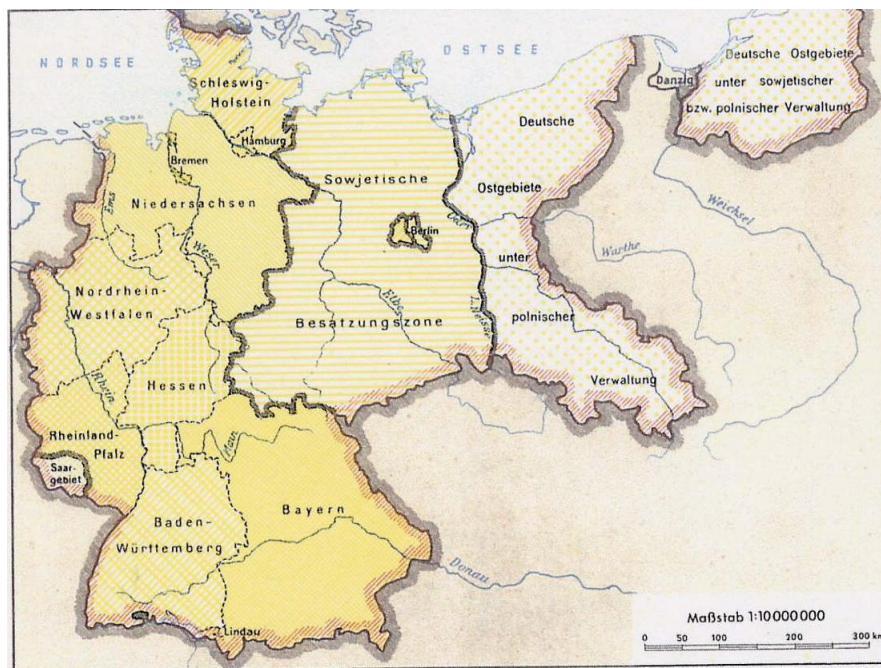 NORDSEE
OSTSEE
Schleswig-
Holstein
Hamburg
Bremen
Niedersachsen
Ems
Weser
Nordrhein-
Westfalen
Hessen
Rhein
Rheinland-
Pfalz
Saar-
gebiet
Main
Baden-
Württemberg
Bayern
Lindau
Donau
Sowjetische
Besatzungszone
Berlin
Elbe
Oder
Neisse
Deutsche
Ostgebiete
unter
polnischer
Verwaltung
Danzig
Deutsche Ostgebiete
unter sowjetischer
bzw. polnischer Verwaltung
Weichsel
Warthe
Maßstab 1:10000000
0 50 100 200 300 km